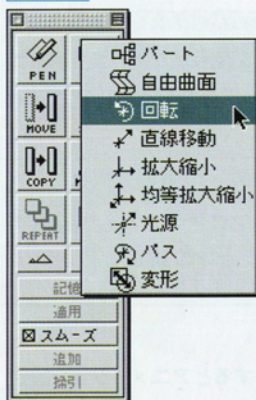 PEN
パート
自由曲面
回転
MOVE
直線移動
拡大縮小
COPY
均等拡大縮小
光源
REPEAT
パス
変形
記憶
適用
スムーズ
追加
掃引